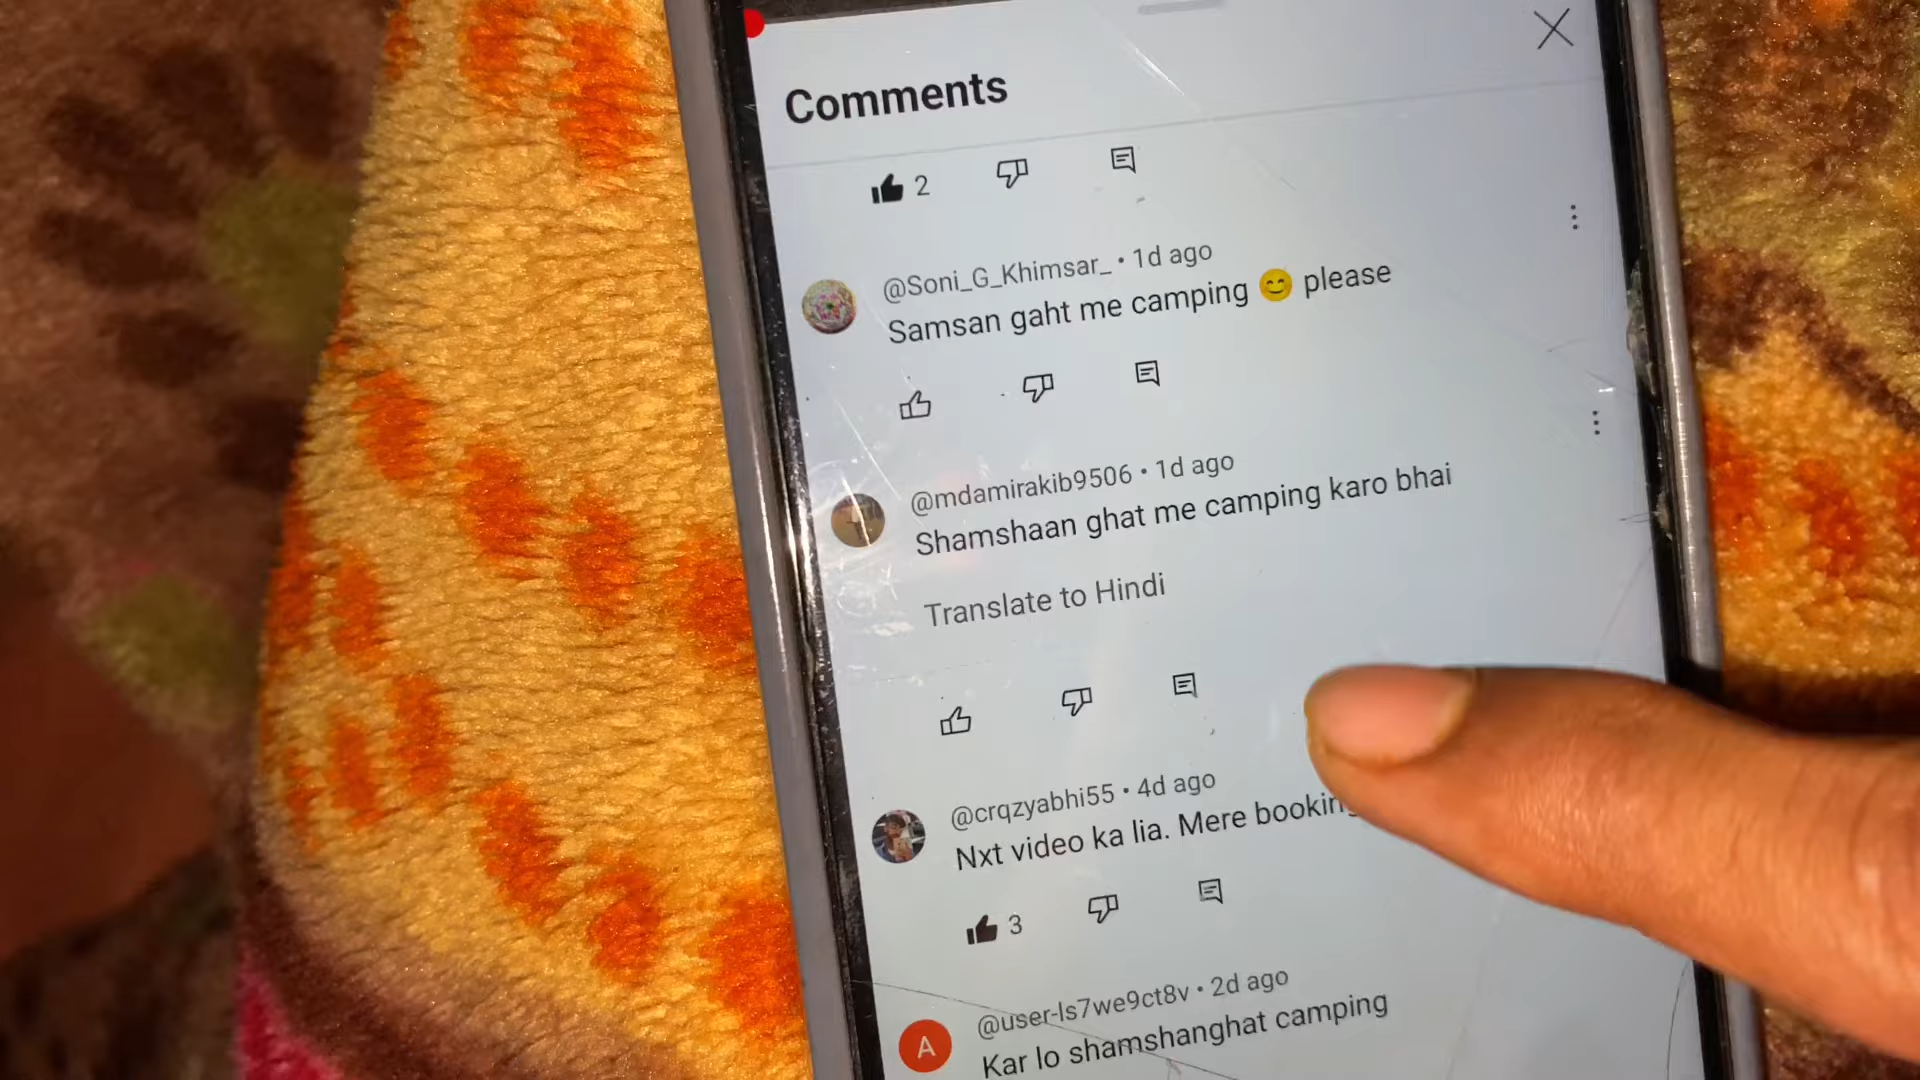 Comments
2
@Soni_G_Khimsar_ • 1d ago
Samsan gaht me camping 😊 please
@mdamirakib9506 • 1d ago
Shamshaan ghat me camping karo bhai
Translate to Hindi
@crqzyabhi55 • 4d ago
Nxt video ka lia. Mere booking
3
A
@user-ls7we9ct8v • 2d ago
Kar lo shamshanghat camping